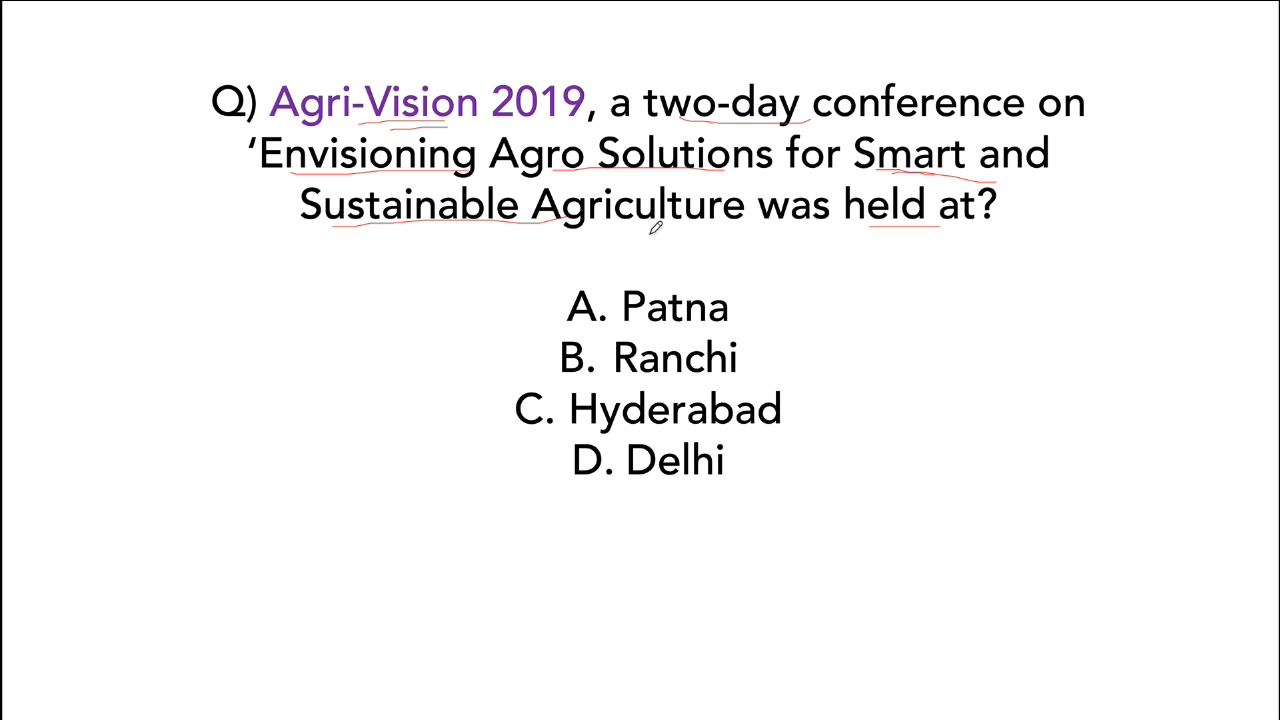 Q) Agri-Vision 2019, a two-day conference on
‘Envisioning Agro Solutions for Smart and
Sustainable Agriculture was held at?
A. Patna
B. Ranchi
C. Hyderabad
D. Delhi